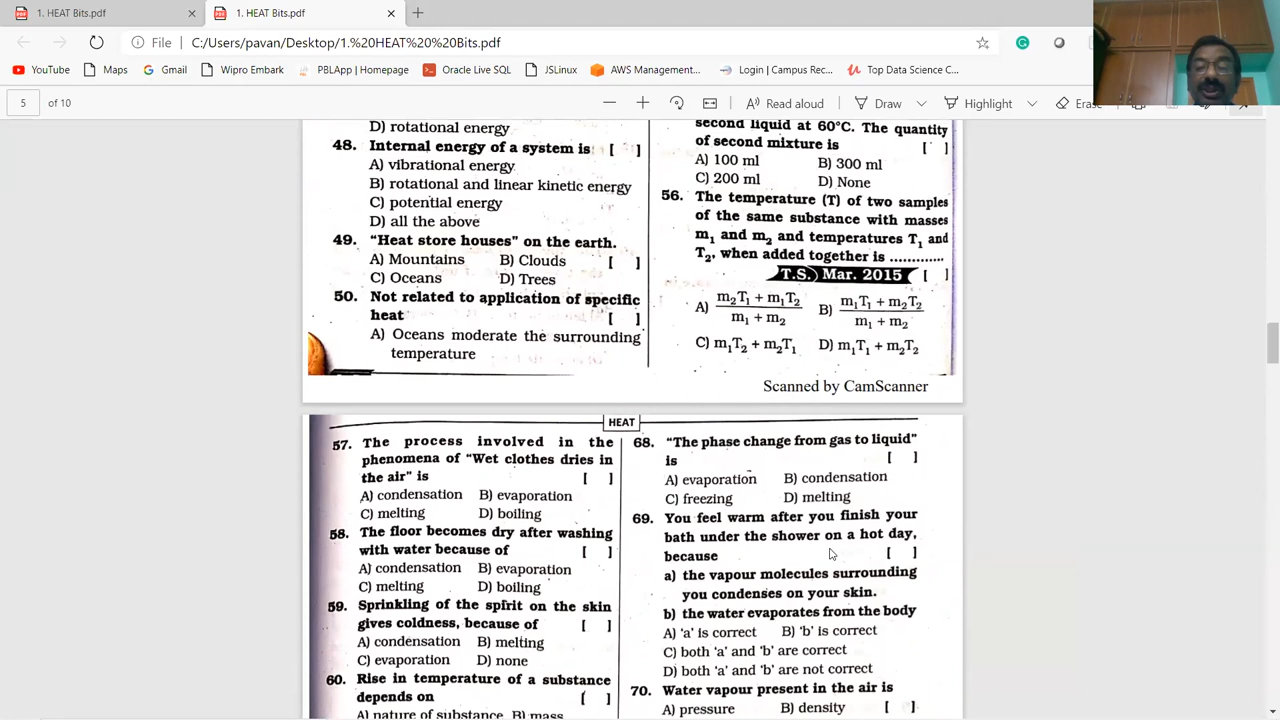 1. HEAT Bits.pdf
1. HEAT Bits.pdf
File
C:/Users/pavan/Desktop/1.%20HEAT%20%20Bits.pdf
YouTube
Maps
Gmail
Wipro Embark
PBLApp | Homepage
Oracle Live SQL
JSLinux
AWS Management...
Login | Campus Rec...
Top Data Science C...
5 of 10
Read aloud
Draw
Highlight
Erase
D) rotational energy
48. Internal energy of a system is [ ]
A) vibrational energy
B) rotational and linear kinetic energy
C) potential energy
D) all the above
49. "Heat store houses" on the earth.
A) Mountains B) Clouds [ ]
C) Oceans D) Trees
50. Not related to application of specific
heat [ ]
A) Oceans moderate the surrounding
temperature
second liquid at 60°C. The quantity
of second mixture is [ ]
A) 100 ml B) 300 ml
C) 200 ml D) None
56. The temperature (T) of two samples
of the same substance with masses
m₁ and m₂ and temperatures T₁ and
T₂, when added together is .............
T.S. Mar. 2015 [ ]
A) m₂T₁ + m₁T₂ / m₁ + m₂ B) m₁T₁ + m₂T₂ / m₁ + m₂
C) m₁T₂ + m₂T₁ D) m₁T₁ + m₂T₂
Scanned by CamScanner
HEAT
57. The process involved in the
phenomena of "Wet clothes dries in
the air" is [ ]
A) condensation B) evaporation
C) melting D) boiling
58. The floor becomes dry after washing
with water because of [ ]
A) condensation B) evaporation
C) melting D) boiling
59. Sprinkling of the spirit on the skin
gives coldness, because of [ ]
A) condensation B) melting
C) evaporation D) none
60. Rise in temperature of a substance
depends on [ ]
A) nature of substance B) mass
68. "The phase change from gas to liquid"
is [ ]
A) evaporation B) condensation
C) freezing D) melting
69. You feel warm after you finish your
bath under the shower on a hot day,
because [ ]
a) the vapour molecules surrounding
you condenses on your skin.
b) the water evaporates from the body
A) 'a' is correct B) 'b' is correct
C) both 'a' and 'b' are correct
D) both 'a' and 'b' are not correct
70. Water vapour present in the air is
A) pressure B) density [ ]